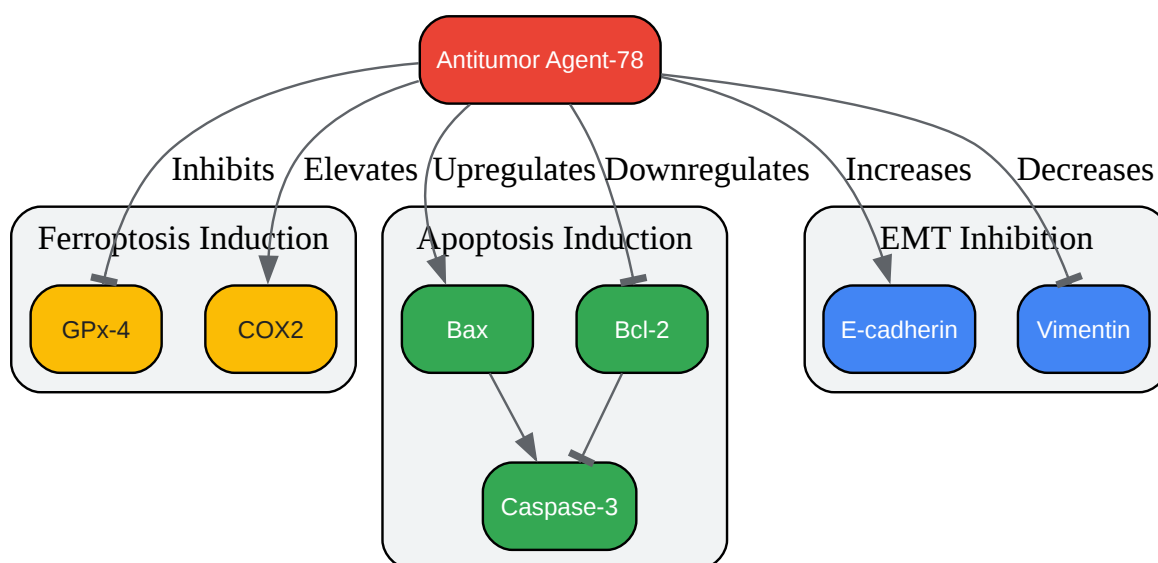 Antitumor Agent-78
Inhibits
Elevates
Upregulates
Downregulates
Increases
Decreases
Ferroptosis Induction
Apoptosis Induction
EMT Inhibition
GPx-4
COX2
Bax
Bcl-2
E-cadherin
Vimentin
Caspase-3